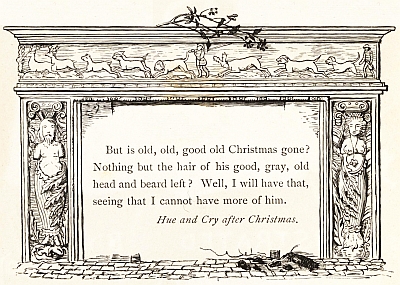 But is old, old, good old Christmas gone?
Nothing but the hair of his good, gray, old
head and beard left? Well, I will have that,
seeing that I cannot have more of him.
Hue and Cry after Christmas.